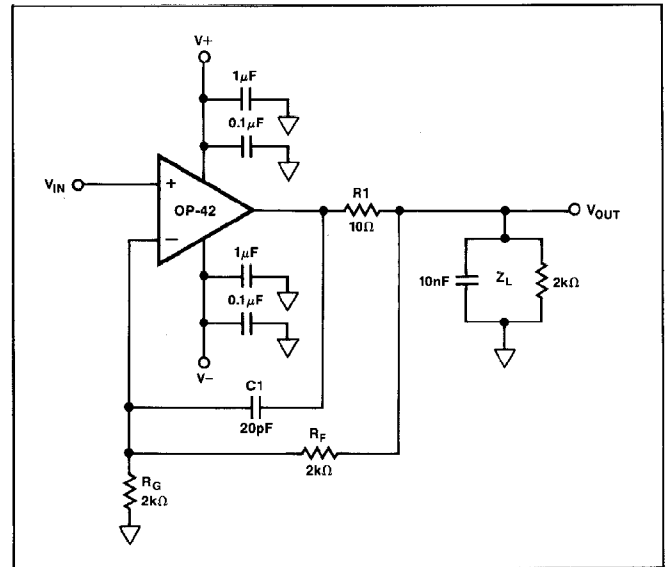 V+
1µF
0.1µF
VIN
+
OP-42
−
R1
10Ω
VOUT
1µF
0.1µF
10nF
ZL
2kΩ
V−
C1
20pF
RF
2kΩ
RG
2kΩ